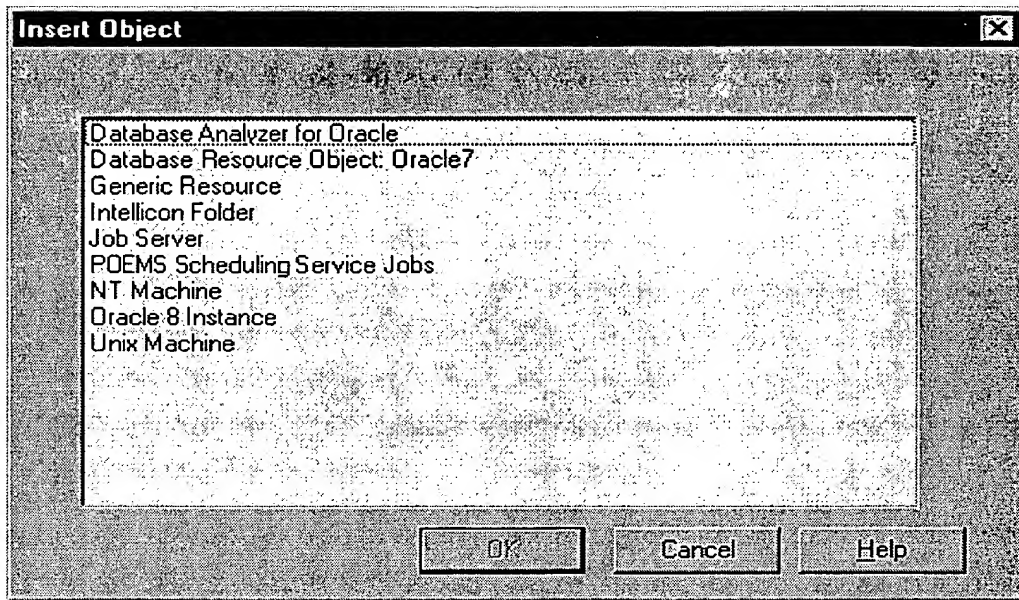 Insert Object
Database Analyzer for Oracle
Database Resource Object: Oracle7
Generic Resource
Intellicon Folder
Job Server
POEMS Scheduling Service Jobs
NT Machine
Oracle 8 Instance
Unix Machine
OK Cancel Help